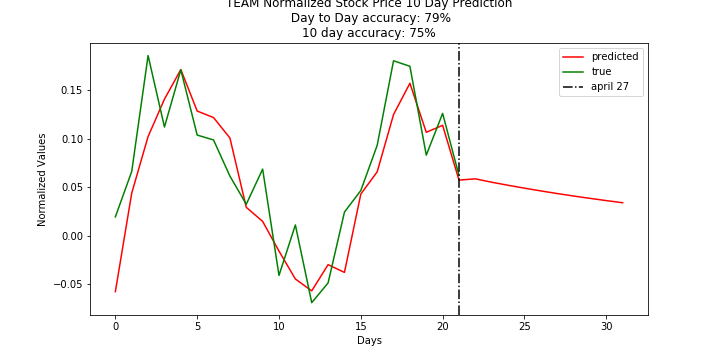 TEAM Normalized Stock Price 10 Day Prediction
Day to Day accuracy: 79%
10 day accuracy: 75%
predicted
true
april 27
Normalized Values
0.15
0.10
0.05
0.00
−0.05
0
5
10
15
20
25
30
Days